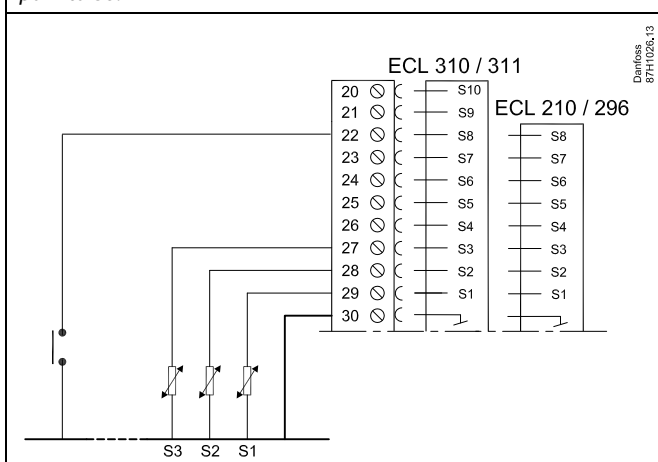 Danfoss
87H1026.13
ECL 310 / 311
ECL 210 / 296
20 S10
21 S9
22 S8 S8
23 S7 S7
24 S6 S6
25 S5 S5
26 S4 S4
27 S3 S3
28 S2 S2
29 S1 S1
30
S3 S2 S1